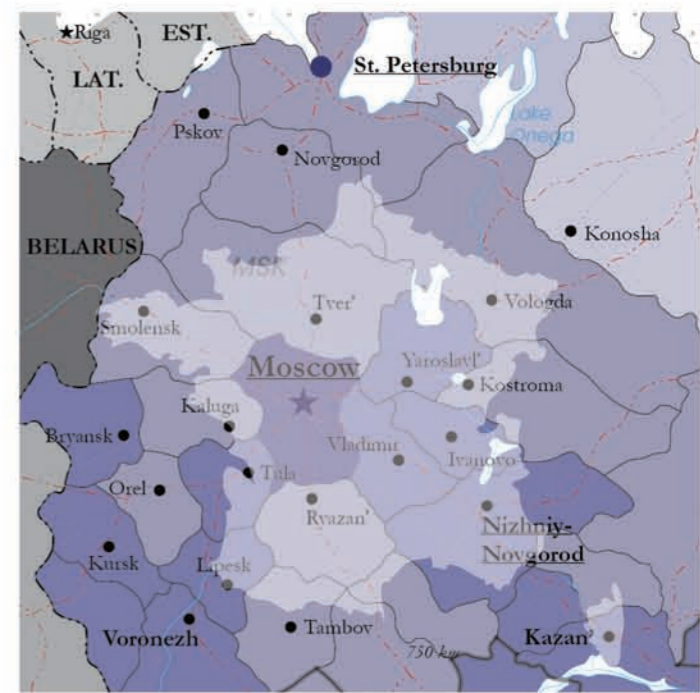 EST.
Riga
St. Petersburg
LAT.
Pskov
Lake
Onega
Novgorod
Konosha
BELARUS
MSK
Tver'
Vologda
Smolensk
Moscow
Yaroslavl'
Kostroma
Kaluga
Bryansk
Vladimir
Ivanovo
Tula
Orel
Ryazan'
Nizhniy-
Novgorod
Kursk
Lipesk
Voronezh
Tambov
Kazan'
750 km